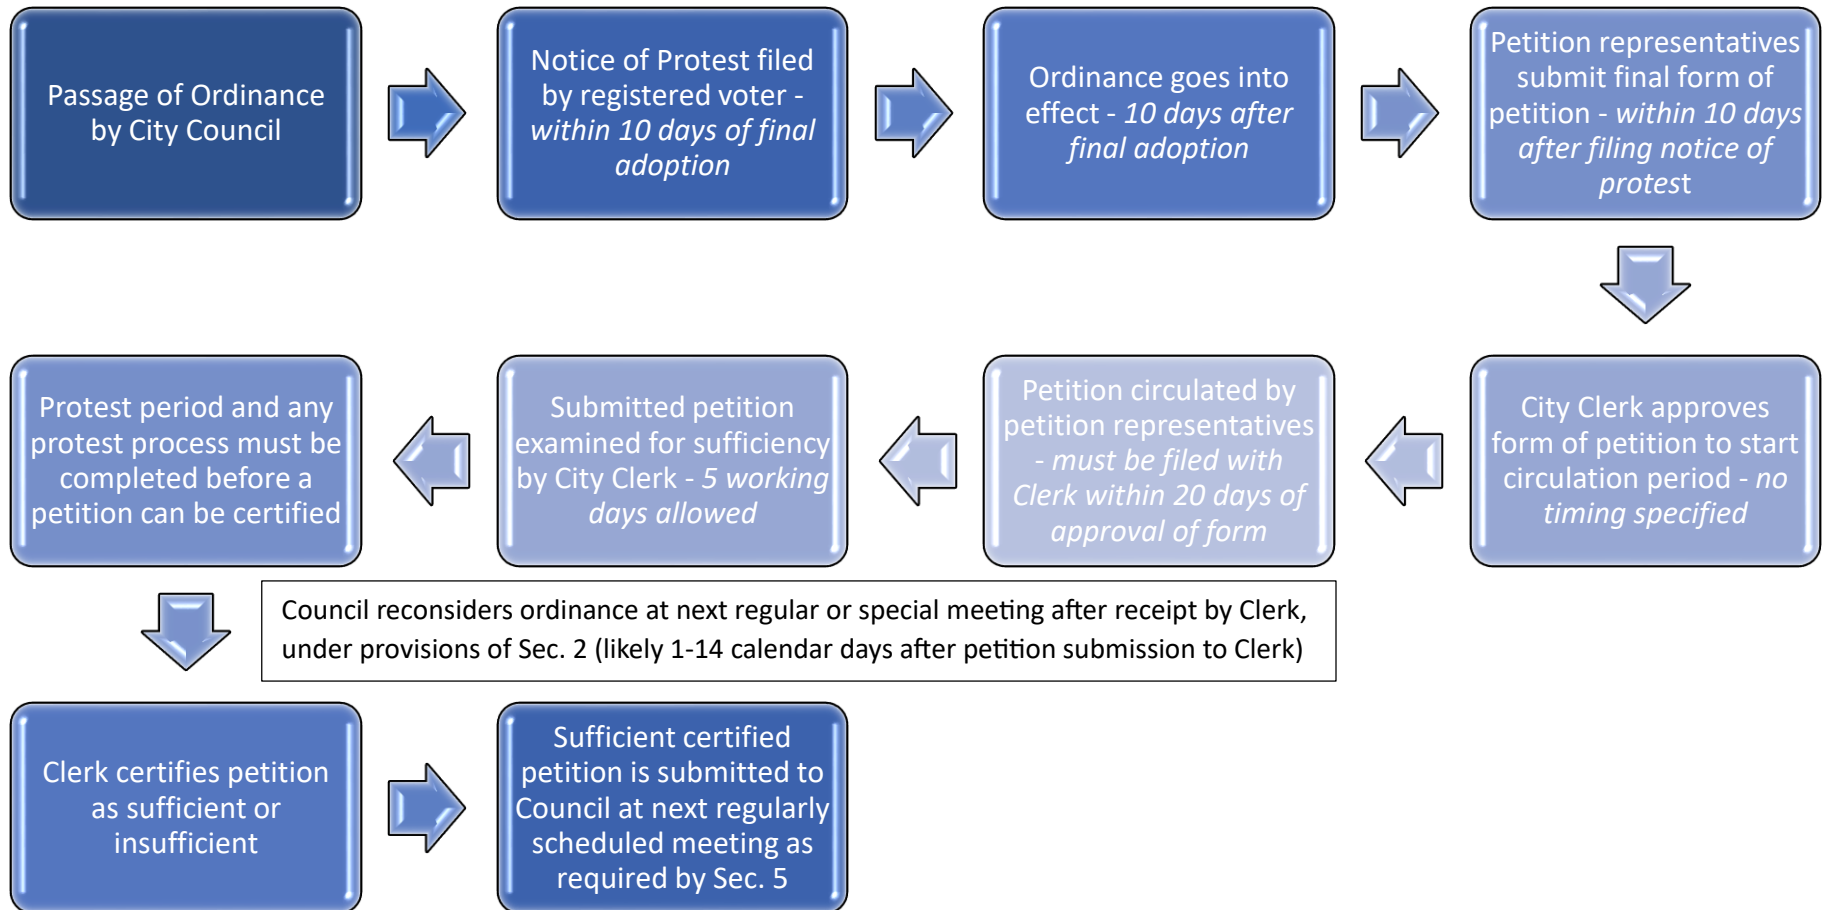 Passage of Ordinance
by City Council
Notice of Protest filed
by registered voter -
within 10 days of final
adoption
Ordinance goes into
effect - 10 days after
final adoption
Petition representatives
submit final form of
petition - within 10 days
after filing notice of
protest
City Clerk approves
form of petition to start
circulation period - no
timing specified
Petition circulated by
petition representatives
- must be filed with
Clerk within 20 days of
approval of form
Submitted petition
examined for sufficiency
by City Clerk - 5 working
days allowed
Protest period and any
protest process must be
completed before a
petition can be certified
Council reconsiders ordinance at next regular or special meeting after receipt by Clerk,
under provisions of Sec. 2 (likely 1-14 calendar days after petition submission to Clerk)
Clerk certifies petition
as sufficient or
insufficient
Sufficient certified
petition is submitted to
Council at next regularly
scheduled meeting as
required by Sec. 5